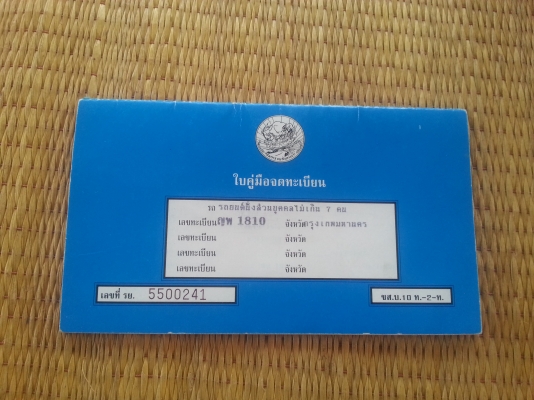 ใบคู่มือจดทะเบียน
รถ รถยนต์นั่งส่วนบุคคลไม่เกิน 7 คน
เลขทะเบียน ญพ 1810 จังหวัด กรุงเทพมหานคร
เลขทะเบียน จังหวัด
เลขทะเบียน จังหวัด
เลขทะเบียน จังหวัด
เลขที่ รย. 5500241
ขส.บ.10 ท.-2-ท.